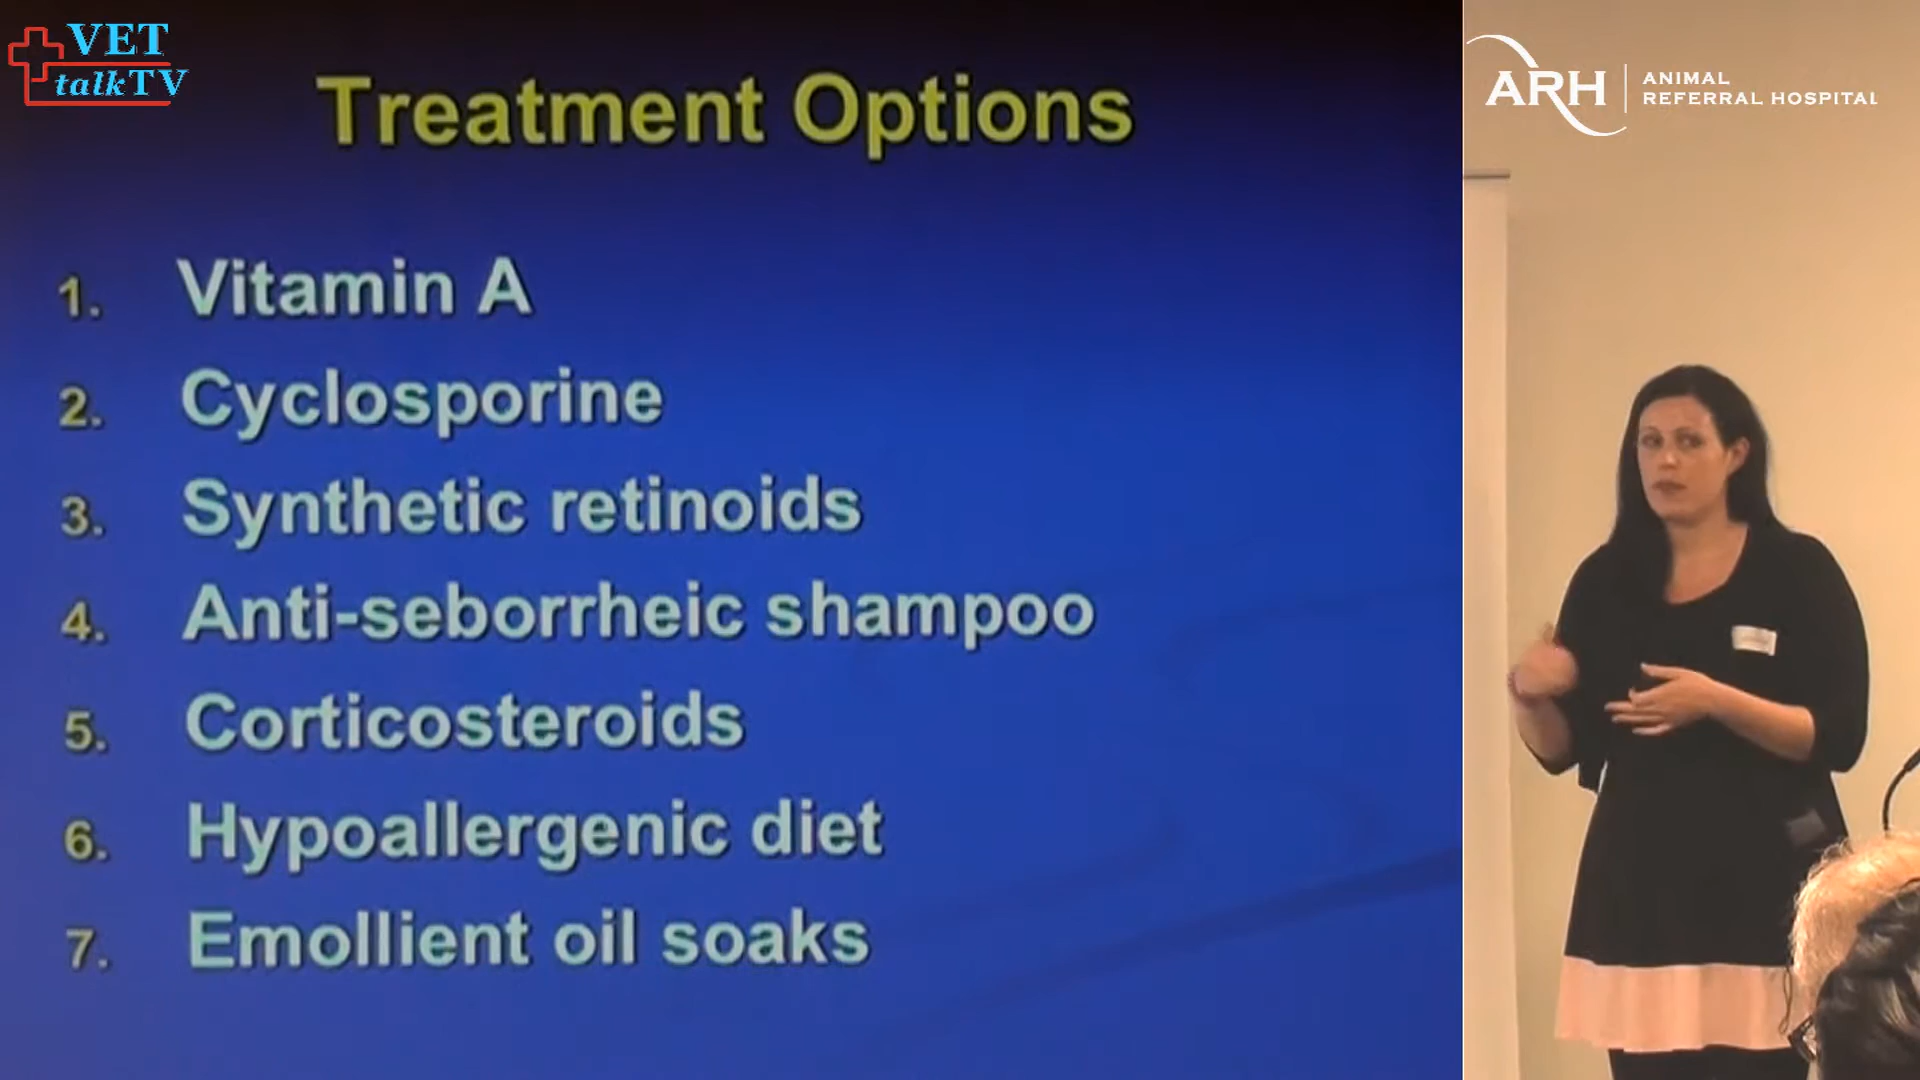 VET
talkTV
Treatment Options
1. Vitamin A
2. Cyclosporine
3. Synthetic retinoids
4. Anti-seborrheic shampoo
5. Corticosteroids
6. Hypoallergenic diet
7. Emollient oil soaks
ARH
ANIMAL
REFERRAL HOSPITAL